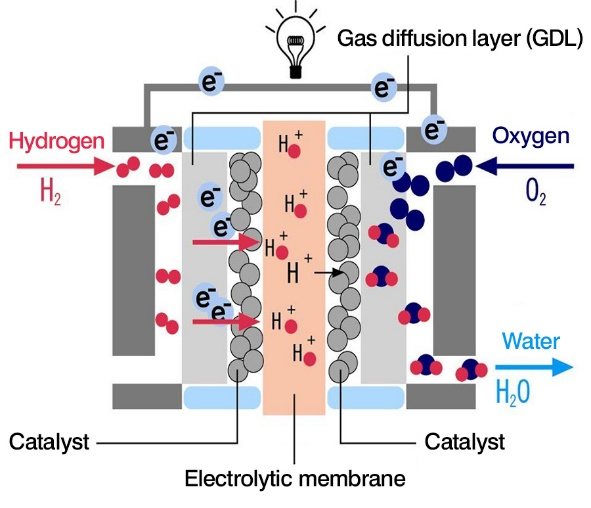 Gas diffusion layer (GDL)
e⁻
e⁻
e⁻
e⁻
Hydrogen
H₂
Oxygen
O₂
e⁻
e⁻
e⁻
e⁻
e⁻
H⁺
H⁺
H⁺
H⁺
H⁺
H⁺
Water
H₂O
Catalyst
Catalyst
Electrolytic membrane